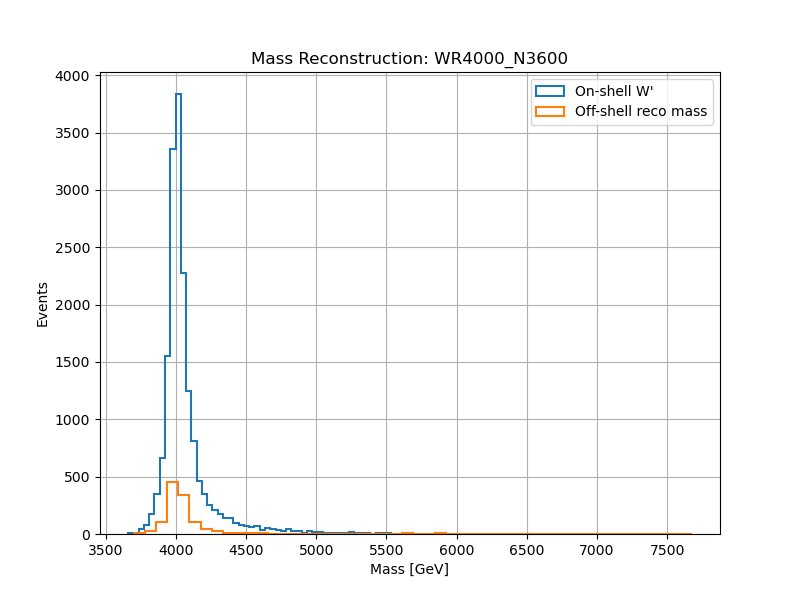 Mass Reconstruction: WR4000_N3600
On-shell W'
Off-shell reco mass
4000
3500
3000
2500
2000
1500
1000
500
0
Events
3500 4000 4500 5000 5500 6000 6500 7000 7500
Mass [GeV]